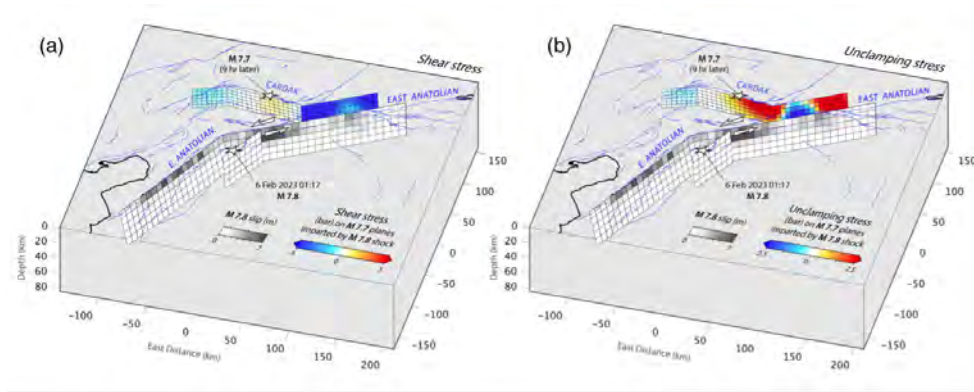 (a)
M 7.7
(9 hr later)
Shear stress
CARDAK
EAST ANATOLIAN
E. ANATOLIAN
6 Feb 2023 01:17
M 7.8
M 7.8 slip (m)
0
Shear stress
(bar) on M 7.7 planes
imparted by M 7.8 shock
-5 0 5
0
20
40
60
80
Depth (km)
−100
−50
0
50
100
150
200
East Distance (km)
150
100
50
0
−50
−100
−150
(b)
M 7.7
(9 hr later)
Unclamping stress
CARDAK
EAST ANATOLIAN
E. ANATOLIAN
6 Feb 2023 01:17
M 7.8
M 7.8 slip (m)
0
Unclamping stress
(bar) on M 7.7 planes
imparted by M 7.8 shock
-2.5 0 2.5
0
20
40
60
80
Depth (km)
−100
−50
0
50
100
150
200
East Distance (km)
150
100
50
0
−50
−100
−150